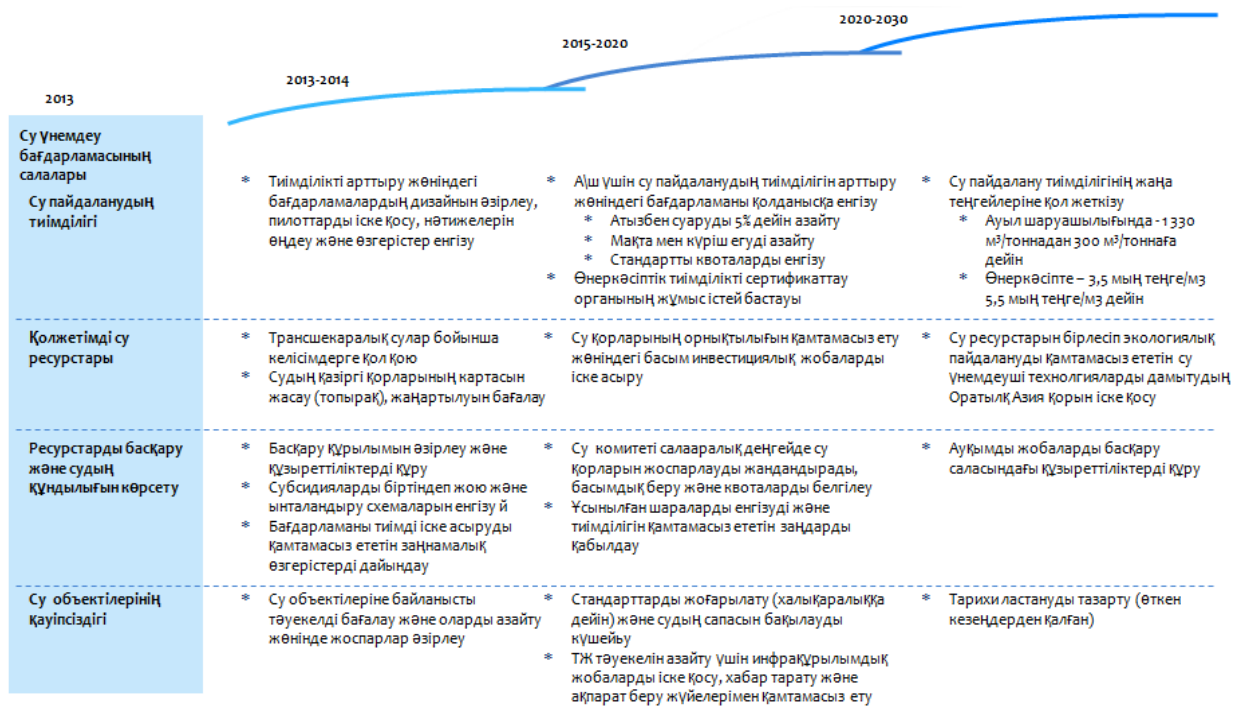 2020-2030
2015-2020
2013-2014
2013
Су үнемдеу
бағдарламасының
салалары
Су пайдаланудың
тиімділігі
* Тиімділікті арттыру жөніндегі
бағдарламалардың дизайнын әзірлеу,
пилоттарды іске қосу, нәтижелерін
өңдеу және өзгерістер енгізу
* А\ш үшін су пайдаланудың тиімділігін арттыру
жөніндегі бағдарламаны қолданысқа енгізу
* Атызбен суаруды 5% дейін азайту
* Мақта мен күріш егуді азайту
* Стандартты квоталарды енгізу
* Өнеркәсіптік тиімділікті сертификаттау
органының жұмыс істей бастауы
* Су пайдалану тиімділігінің жаңа
теңгейлеріне қол жеткізу
* Ауыл шаруашылығында - 1330
м³/тоннадан 300 м³/тоннаға
дейін
* Өнеркәсіпте – 3,5 мың теңге/м3
5,5 мың теңге/м3 дейін
Қолжетімді су
ресурстары
* Трансшекаралық сулар бойынша
келісімдерге қол қою
* Судың қазіргі қорларының картасын
жасау (топырақ), жаңартылуын бағалау
* Су қорларының орнықтылығын қамтамасыз ету
жөніндегі басым инвестициялық жобаларды
іске асыру
* Су ресурстарын бірлесіп экологиялық
пайдалануды қамтамасыз ететін су
үнемдеуші технолгияларды дамытудың
Оратылқ Азия қорын іске қосу
Ресурстарды басқару
және судың
құндылығын көрсету
* Басқару құрылымын әзірлеу және
құзыреттіліктерді құру
* Субсидияларды біртіндеп жою және
ынталандыру схемаларын енгізу й
* Бағдарламаны тиімді іске асыруды
қамтамасыз ететін заңнамалық
өзгерістерді дайындау
* Су комитеті салааралық деңгейде су
қорларын жоспарлауды жандандырады,
басымдық беру және квоталарды белгілеу
* Ұсынылған шараларды енгізуді және
тиімділігін қамтамасыз ететін заңдарды
қабылдау
* Ауқымды жобаларды басқару
саласындағы құзыреттіліктерді құру
Су объектілерінің
қауіпсіздігі
* Су объектілеріне байланысты
тәуекелді бағалау және оларды азайту
жөнінде жоспарлар әзірлеу
* Стандарттарды жоғарылату (халықаралыққа
дейін) және судың сапасын бақылауды
күшейьу
* ТЖ тәуекелін азайту үшін инфрақұрылымдық
жобаларды іске қосу, хабар тарату және
ақпарат беру жүйелерімен қамтамасыз ету
* Тарихи ластануды тазарту (өткен
кезеңдерден қалған)